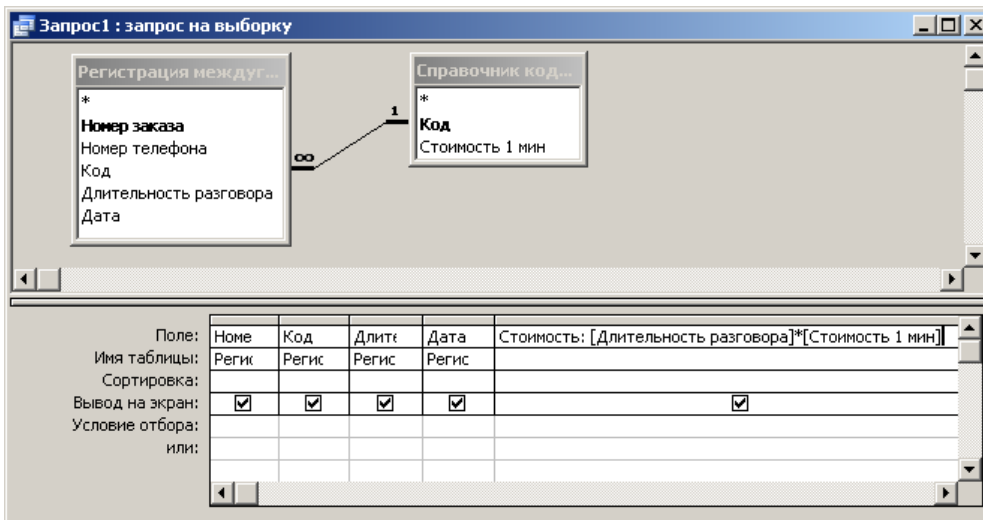 Запрос1 : запрос на выборку
Регистрация междуг...
*
Номер заказа
Номер телефона
Код
Длительность разговора
Дата
∞
1
Справочник код...
*
Код
Стоимость 1 мин
Поле: Номе Код Длите Дата Стоимость: [Длительность разговора]*[Стоимость 1 мин]
Имя таблицы: Регис Регис Регис Регис
Сортировка:
Вывод на экран:
Условие отбора:
или: